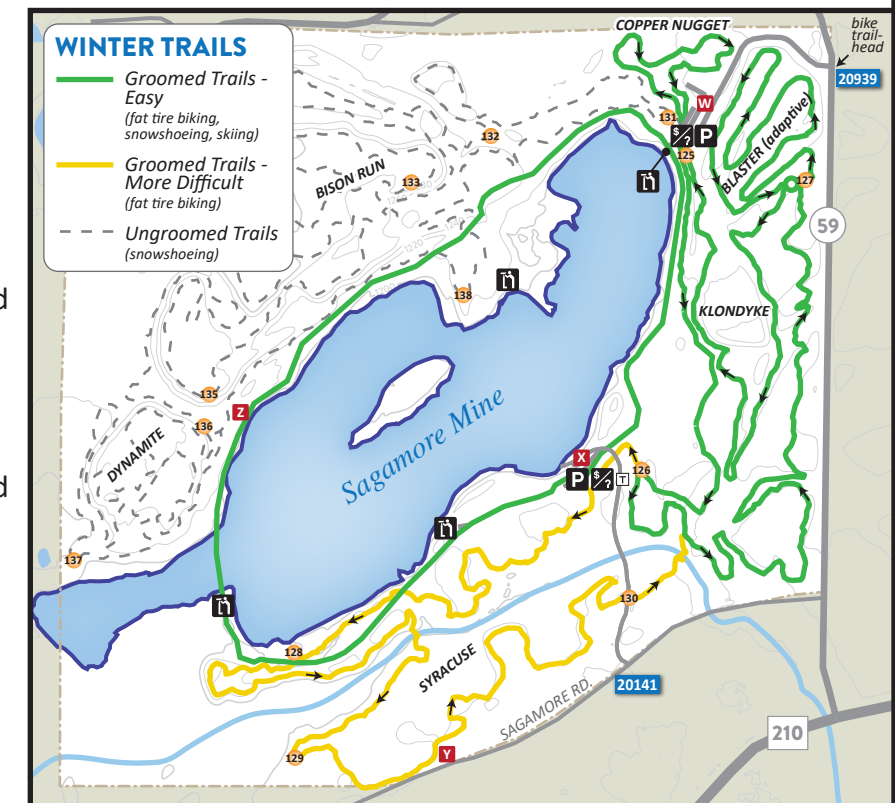 COPPER NUGGET
bike
trail-
head
20939
WINTER TRAILS
Groomed Trails -
Easy
(fat tire biking,
snowshoeing, skiing)
Groomed Trails -
More Difficult
(fat tire biking)
Ungroomed Trails
(snowshoeing)
W
131
$/?
P
125
132
BISON RUN
133
BLASTER (adaptive)
127
59
1220
1200
138
KLONDYKE
d
135
Z
136
DYNAMITE
Sagamore Mine
X
P
$/?
T
126
d
137
130
128
SYRACUSE
20141
SAGAMORE RD.
129
Y
210